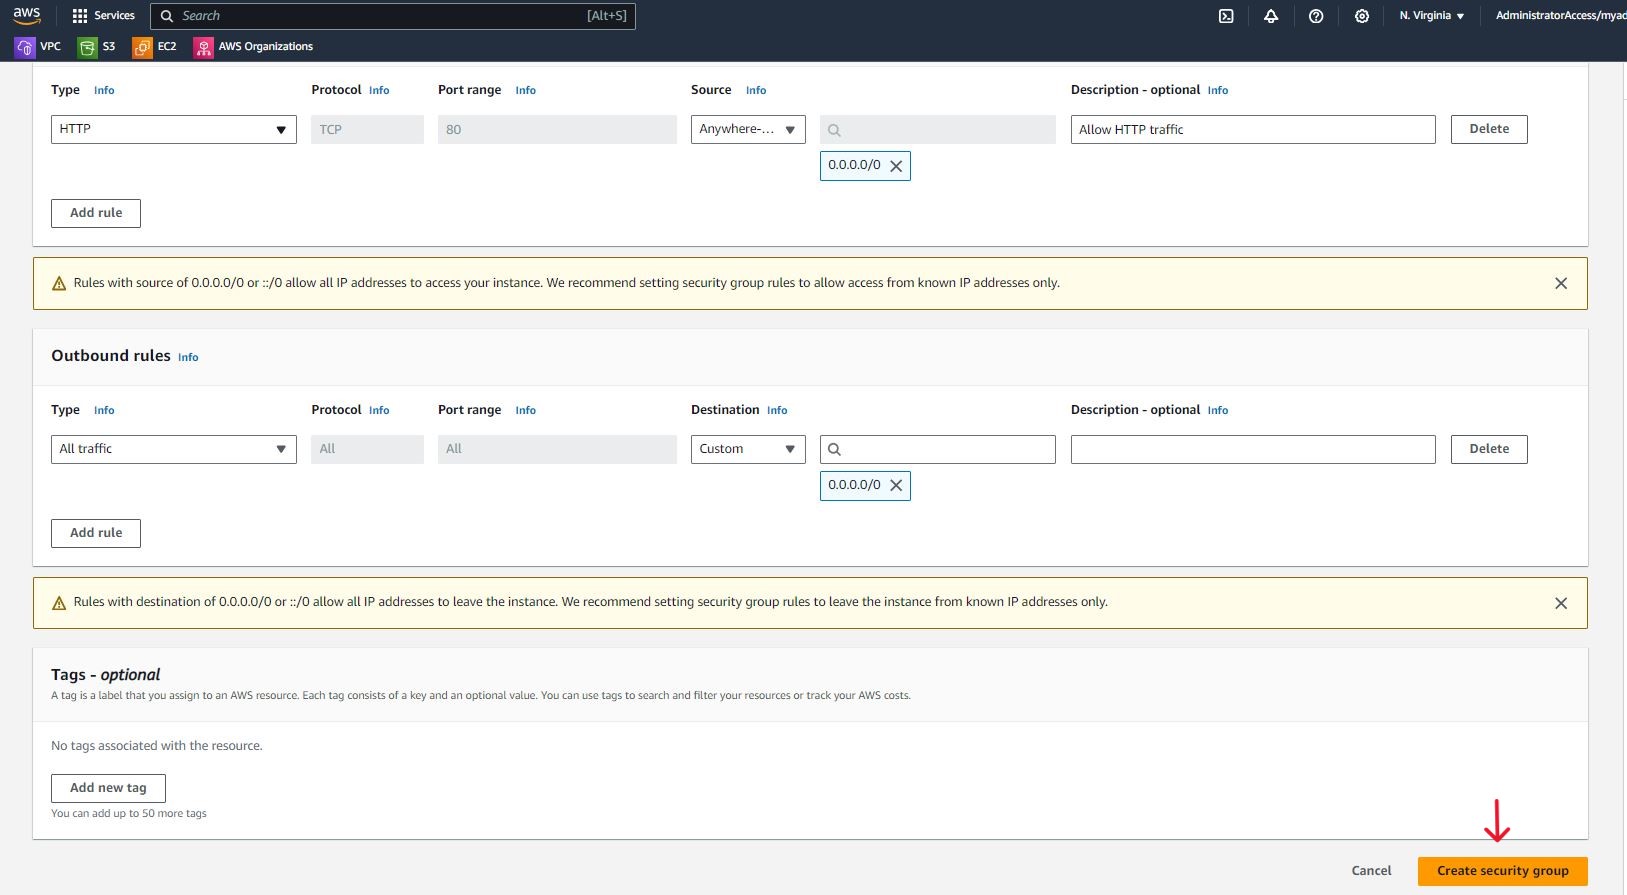 aws Services Search [Alt+S] N. Virginia AdministratorAccess/myad
VPC S3 EC2 AWS Organizations
Type Info Protocol Info Port range Info Source Info Description - optional Info
HTTP TCP 80 Anywhere-... Allow HTTP traffic Delete
0.0.0.0/0
Add rule
Rules with source of 0.0.0.0/0 or ::/0 allow all IP addresses to access your instance. We recommend setting security group rules to allow access from known IP addresses only.
Outbound rules Info
Type Info Protocol Info Port range Info Destination Info Description - optional Info
All traffic All All Custom Delete
0.0.0.0/0
Add rule
Rules with destination of 0.0.0.0/0 or ::/0 allow all IP addresses to leave the instance. We recommend setting security group rules to leave the instance from known IP addresses only.
Tags - optional
A tag is a label that you assign to an AWS resource. Each tag consists of a key and an optional value. You can use tags to search and filter your resources or track your AWS costs.
No tags associated with the resource.
Add new tag
You can add up to 50 more tags
Cancel Create security group